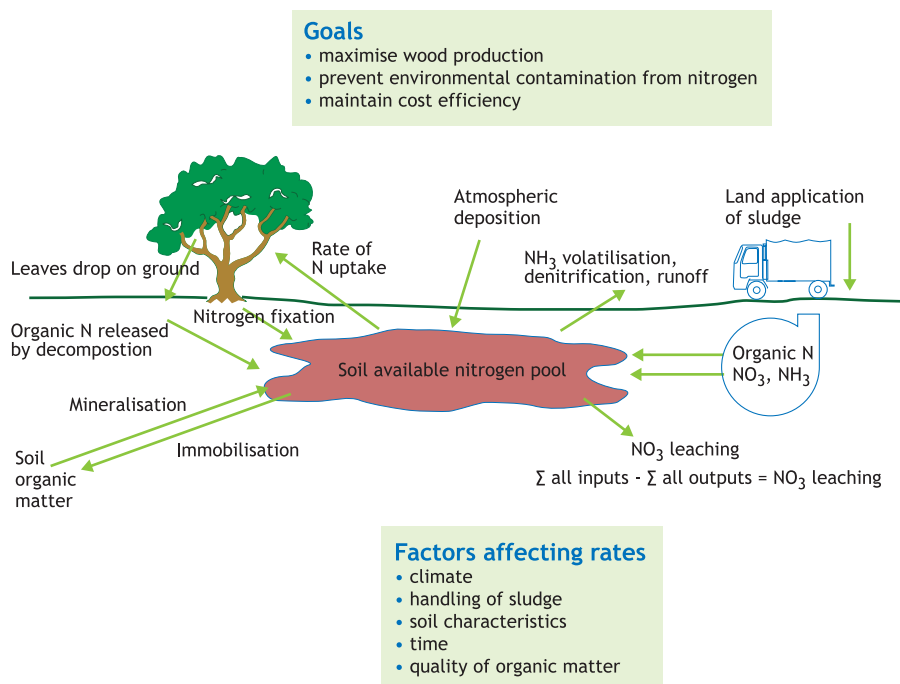 Goals
• maximise wood production
• prevent environmental contamination from nitrogen
• maintain cost efficiency
Atmospheric
deposition
Land application
of sludge
Rate of
N uptake
NH₃ volatilisation,
denitrification, runoff
Leaves drop on ground
Nitrogen fixation
Organic N released
by decompostion
Soil available nitrogen pool
Organic N
NO₃, NH₃
Mineralisation
Immobilisation
Soil
organic
matter
NO₃ leaching
Σ all inputs - Σ all outputs = NO₃ leaching
Factors affecting rates
• climate
• handling of sludge
• soil characteristics
• time
• quality of organic matter